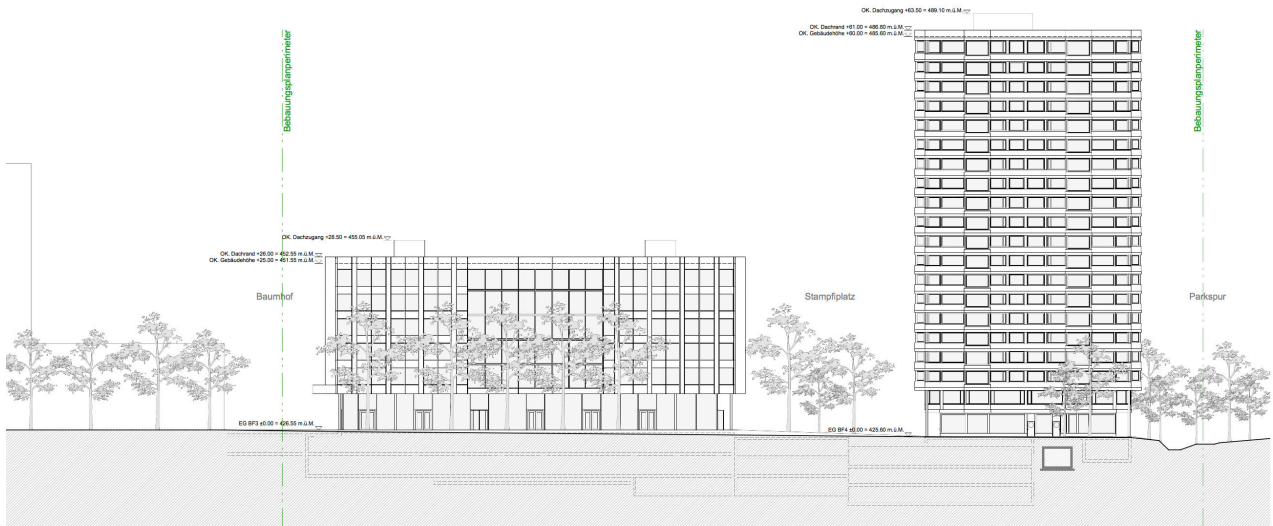 OK. Dachzugang +63.50 = 489.10 m.ü.M.
OK. Dachrand +61.00 = 486.60 m.ü.M.
OK. Gebäudehöhe +60.00 = 485.60 m.ü.M.
Bebauungsplanperimeter
Bebauungsplanperimeter
OK. Dachzugang +28.50 = 455.05 m.ü.M.
OK. Dachrand +26.00 = 452.55 m.ü.M.
OK. Gebäudehöhe +25.00 = 451.55 m.ü.M.
Baumhof
Stampfiplatz
Parkspur
EG BF3 ±0.00 = 426.55 m.ü.M.
EG BF4 ±0.00 = 425.60 m.ü.M.